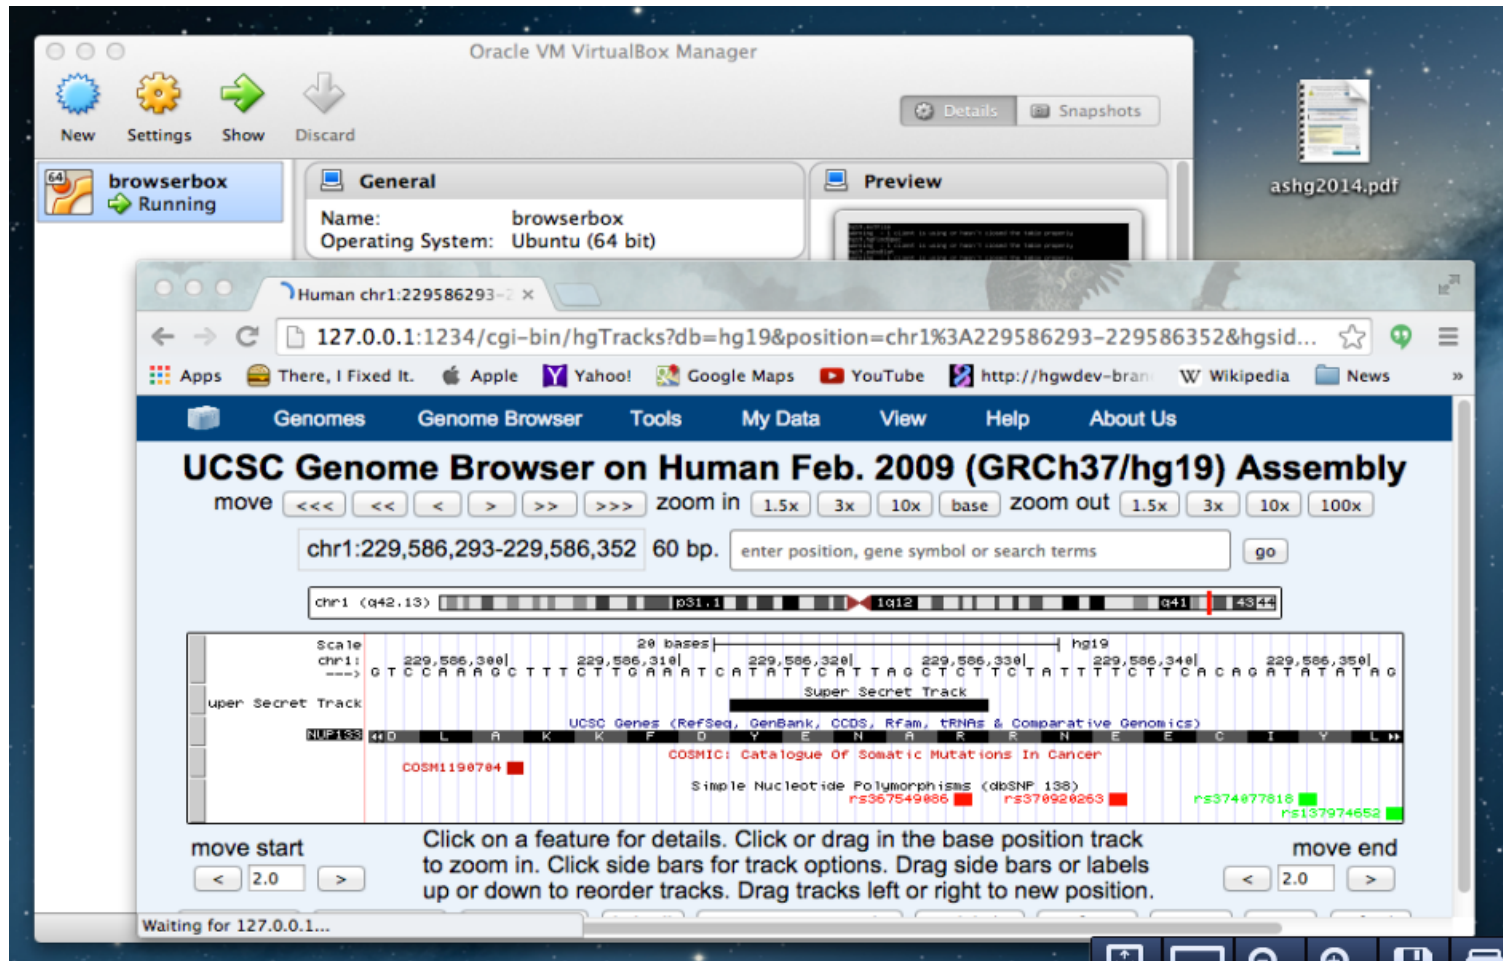 Oracle VM VirtualBox Manager
New Settings Show Discard
Details Snapshots
ashg2014.pdf
64
browserbox
Running
General
Name: browserbox
Operating System: Ubuntu (64 bit)
Preview
Human chr1:229586293-2
127.0.0.1:1234/cgi-bin/hgTracks?db=hg19&position=chr1%3A229586293-229586352&hgsid...
Apps There, I Fixed It. Apple Yahoo! Google Maps YouTube http://hgwdev-bran W Wikipedia News »
Genomes Genome Browser Tools My Data View Help About Us
UCSC Genome Browser on Human Feb. 2009 (GRCh37/hg19) Assembly
move <<< << < > >> >>> zoom in 1.5x 3x 10x base zoom out 1.5x 3x 10x 100x
chr1:229,586,293-229,586,352 60 bp. enter position, gene symbol or search terms go
chr1 (q42.13) p31.1 1q12 q41 43 44
Scale 20 bases hg19
chr1: 229,586,300| 229,586,310| 229,586,320| 229,586,330| 229,586,340| 229,586,350|
---> G T C C A A A G C T T T C T T G A A A T C A T A T T C A T T A G C T C T T C T A T T T T C T T C A C A G A T A T A T A G
Super Secret Track
uper Secret Track
UCSC Genes (RefSeq, GenBank, CCDS, Rfam, tRNAs & Comparative Genomics)
NUP133 D L A K K F D Y E N A R R N E E C I Y L
COSMIC: Catalogue Of Somatic Mutations In Cancer
COSM1190704
Simple Nucleotide Polymorphisms (dbSNP 138)
rs367549086 rs370920263 rs374077818
rs137974652
move start
< 2.0 >
Click on a feature for details. Click or drag in the base position track
to zoom in. Click side bars for track options. Drag side bars or labels
up or down to reorder tracks. Drag tracks left or right to new position.
move end
< 2.0 >
Waiting for 127.0.0.1...